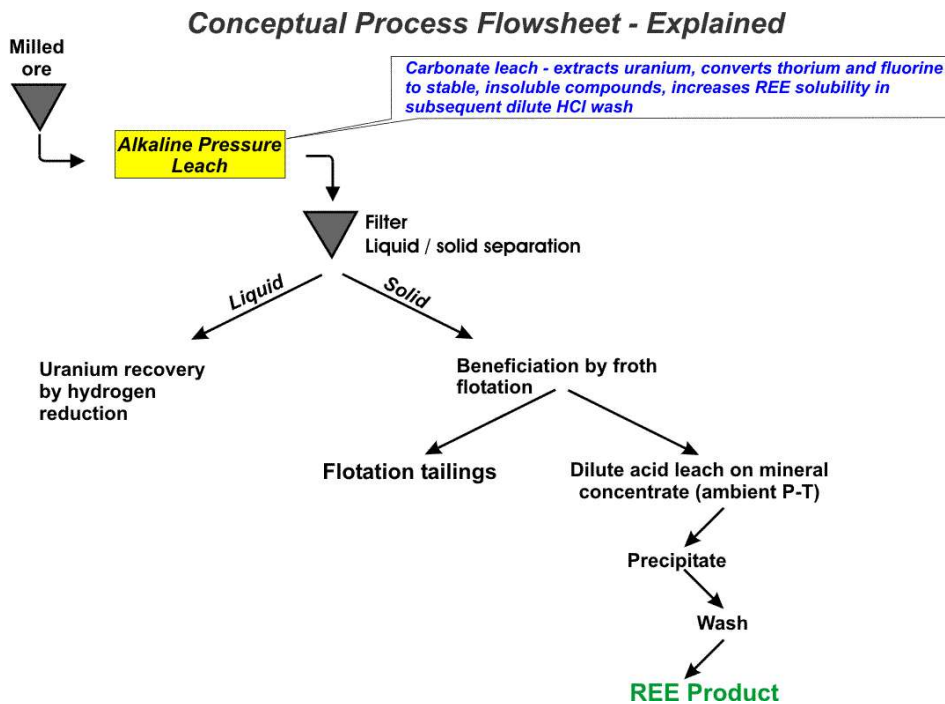 Conceptual Process Flowsheet - Explained
Milled
ore
Carbonate leach - extracts uranium, converts thorium and fluorine
to stable, insoluble compounds, increases REE solubility in
subsequent dilute HCl wash
Alkaline Pressure
Leach
Filter
Liquid / solid separation
Liquid
Solid
Uranium recovery
by hydrogen
reduction
Beneficiation by froth
flotation
Flotation tailings
Dilute acid leach on mineral
concentrate (ambient P-T)
Precipitate
Wash
REE Product